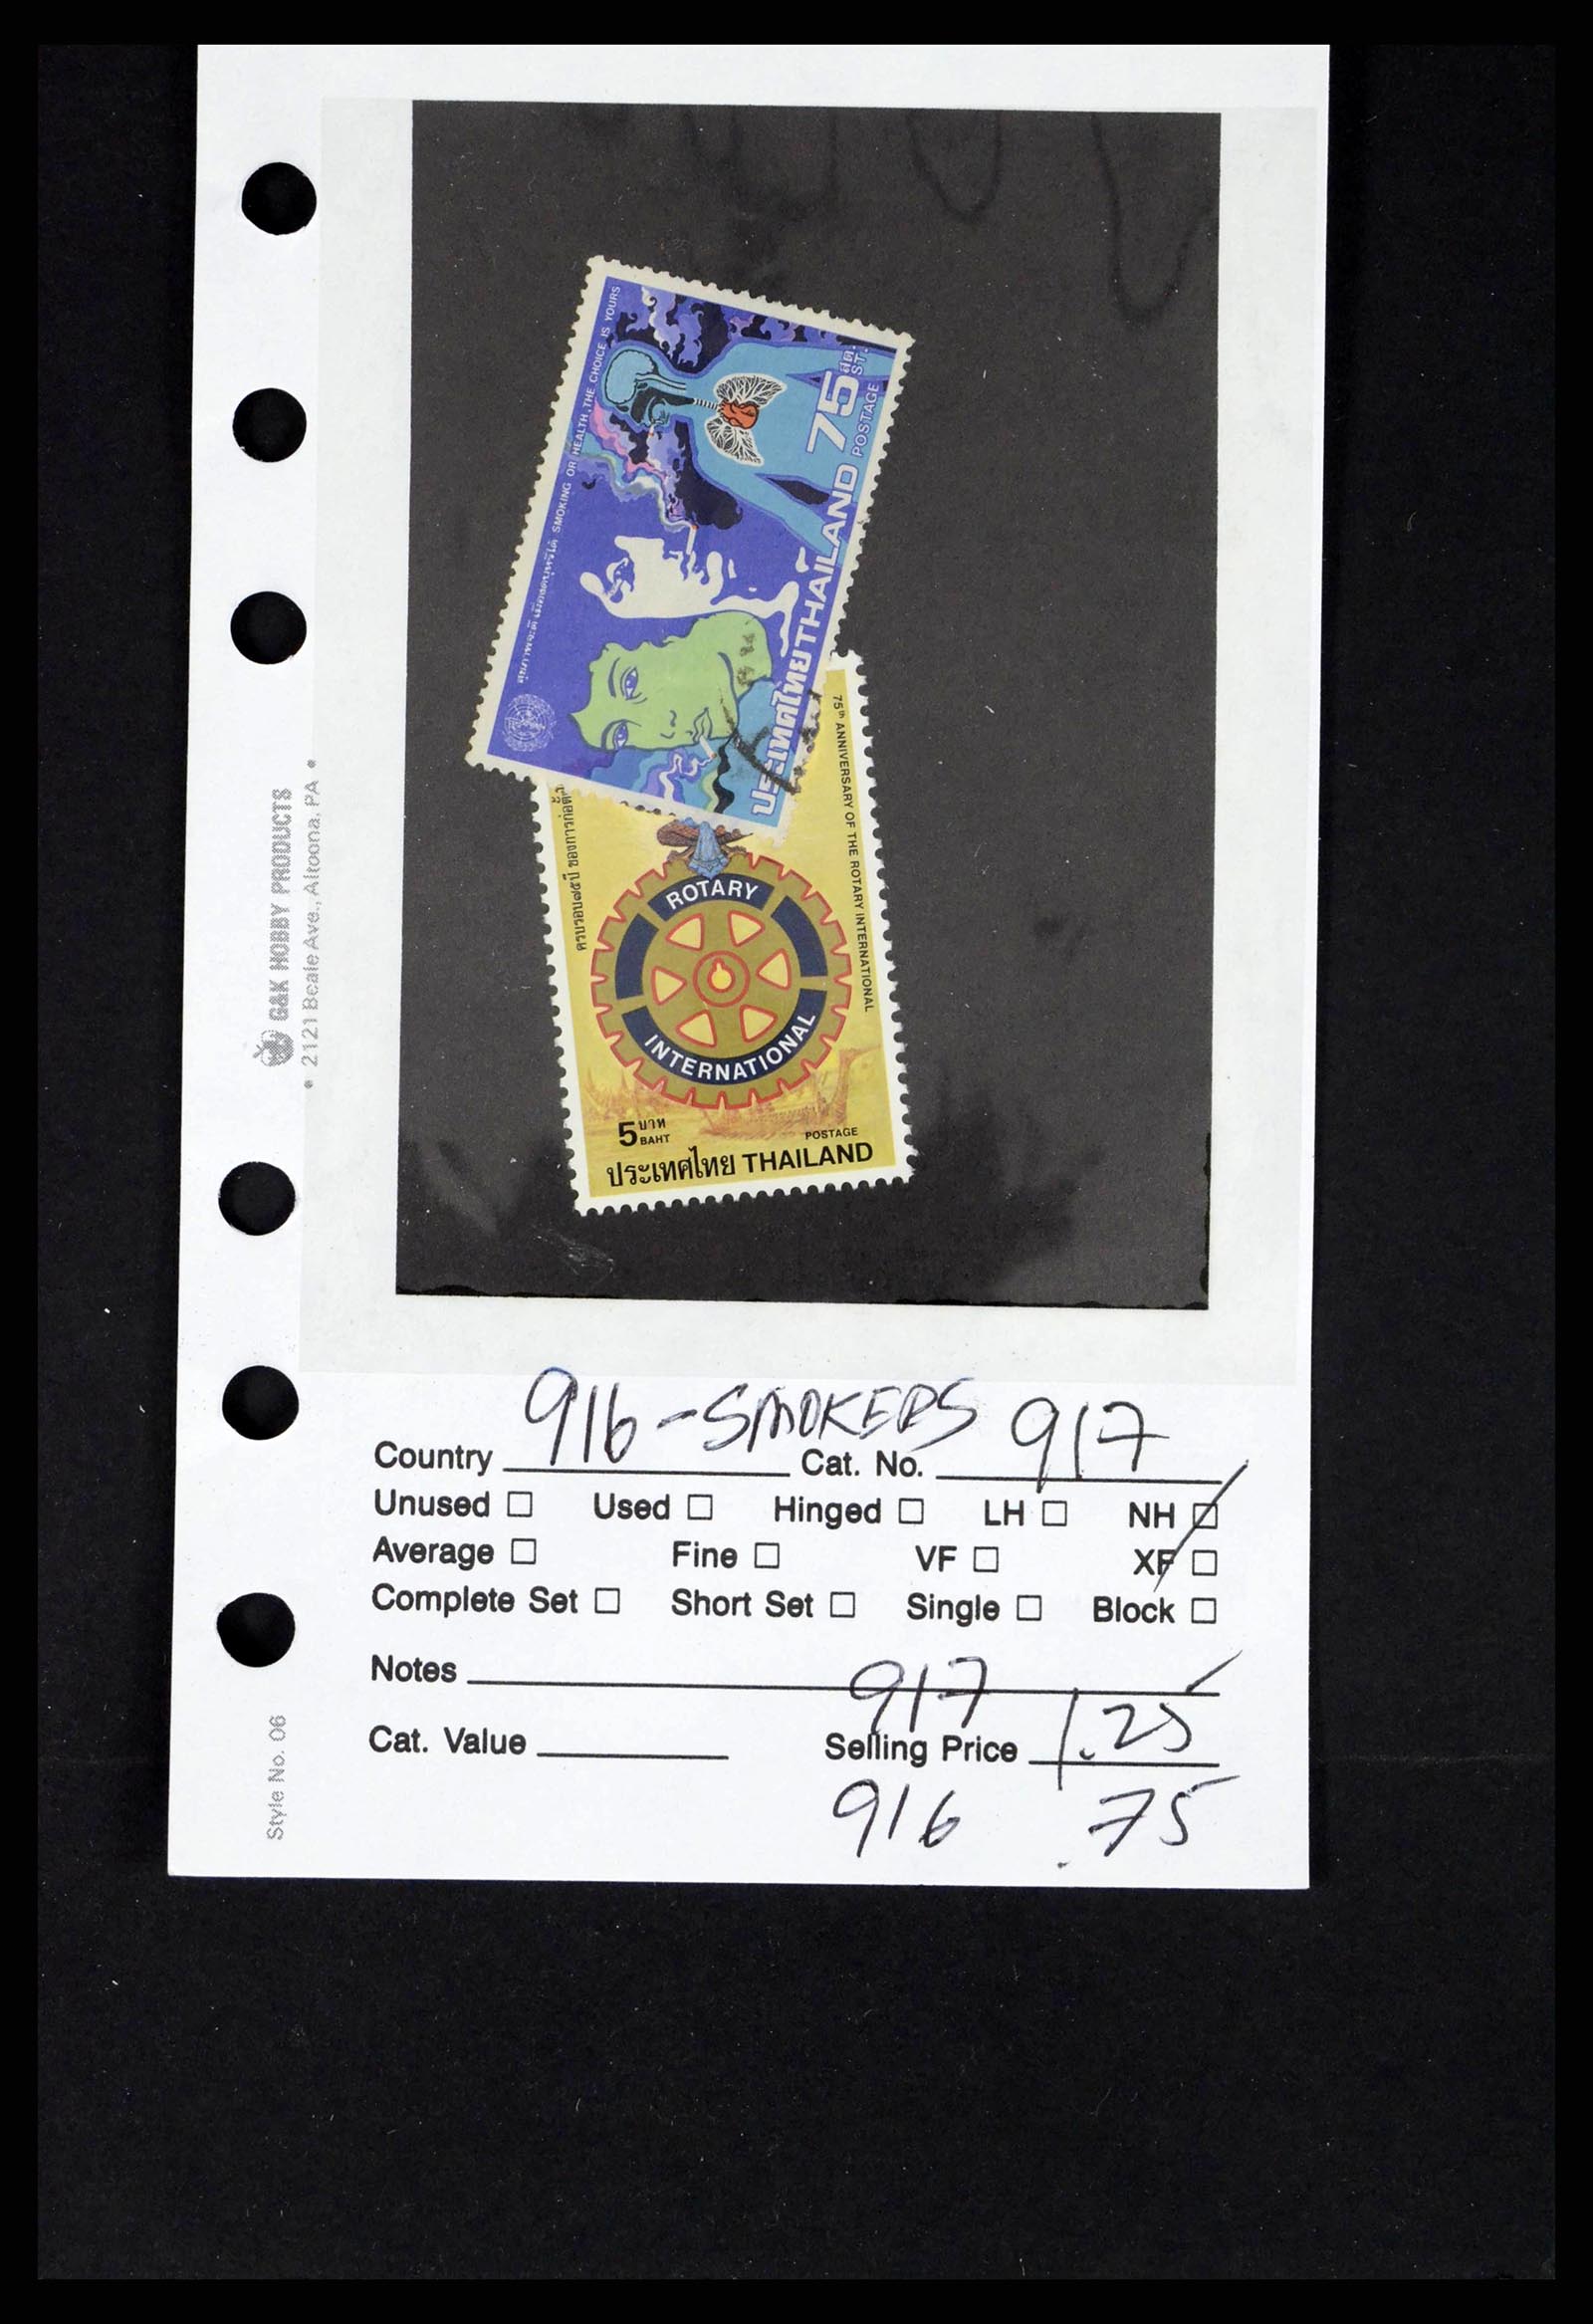 SMOKING OR HEALTH, THE CHOICE IS YOURS
75 สต. ST.
POSTAGE
ประเทศไทย THAILAND
75th ANNIVERSARY OF THE ROTARY INTERNATIONAL
ROTARY
INTERNATIONAL
5 บาท BAHT
POSTAGE
ประเทศไทย THAILAND
G&K HOBBY PRODUCTS
• 2121 Beale Ave., Altoona, PA •
916 - SMOKERS 917
Country Cat. No.
Unused ☐ Used ☐ Hinged ☐ LH ☐ NH ☐
Average ☐ Fine ☐ VF ☐ XF ☐
Complete Set ☐ Short Set ☐ Single ☐ Block ☐
Notes
917 1.25
Cat. Value Selling Price
916 .75
Style No. 06